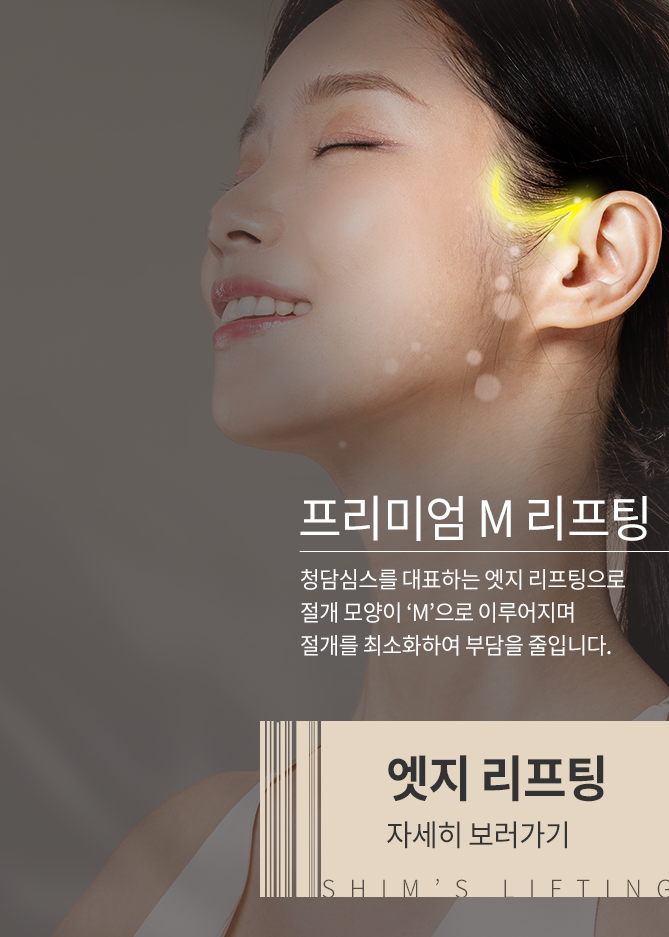 프리미엄 M 리프팅
청담심스를 대표하는 엣지 리프팅으로
절개 모양이 ‘M’으로 이루어지며
절개를 최소화하여 부담을 줄입니다.
엣지 리프팅
자세히 보러가기
SHIM’S LIFTING